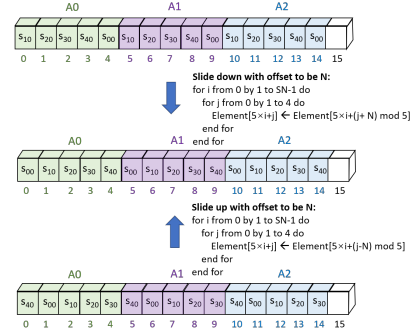 A0 A1 A2
S10 S20 S30 S40 S00 S10 S20 S30 S40 S00 S10 S20 S30 S40 S00
0 1 2 3 4 5 6 7 8 9 10 11 12 13 14 15
Slide down with offset to be N:
for i from 0 by 1 to SN-1 do
for j from 0 by 1 to 4 do
Element[5×i+j] ← Element[5×i+(j+ N) mod 5]
end for
end for
A0 A1 A2
S00 S10 S20 S30 S40 S00 S10 S20 S30 S40 S00 S10 S20 S30 S40
0 1 2 3 4 5 6 7 8 9 10 11 12 13 14 15
Slide up with offset to be N:
for i from 0 by 1 to SN-1 do
for j from 0 by 1 to 4 do
Element[5×i+j] ← Element[5×i+(j-N) mod 5]
end for
end for
A0 A1 A2
S40 S00 S10 S20 S30 S40 S00 S10 S20 S30 S40 S00 S10 S20 S30
0 1 2 3 4 5 6 7 8 9 10 11 12 13 14 15